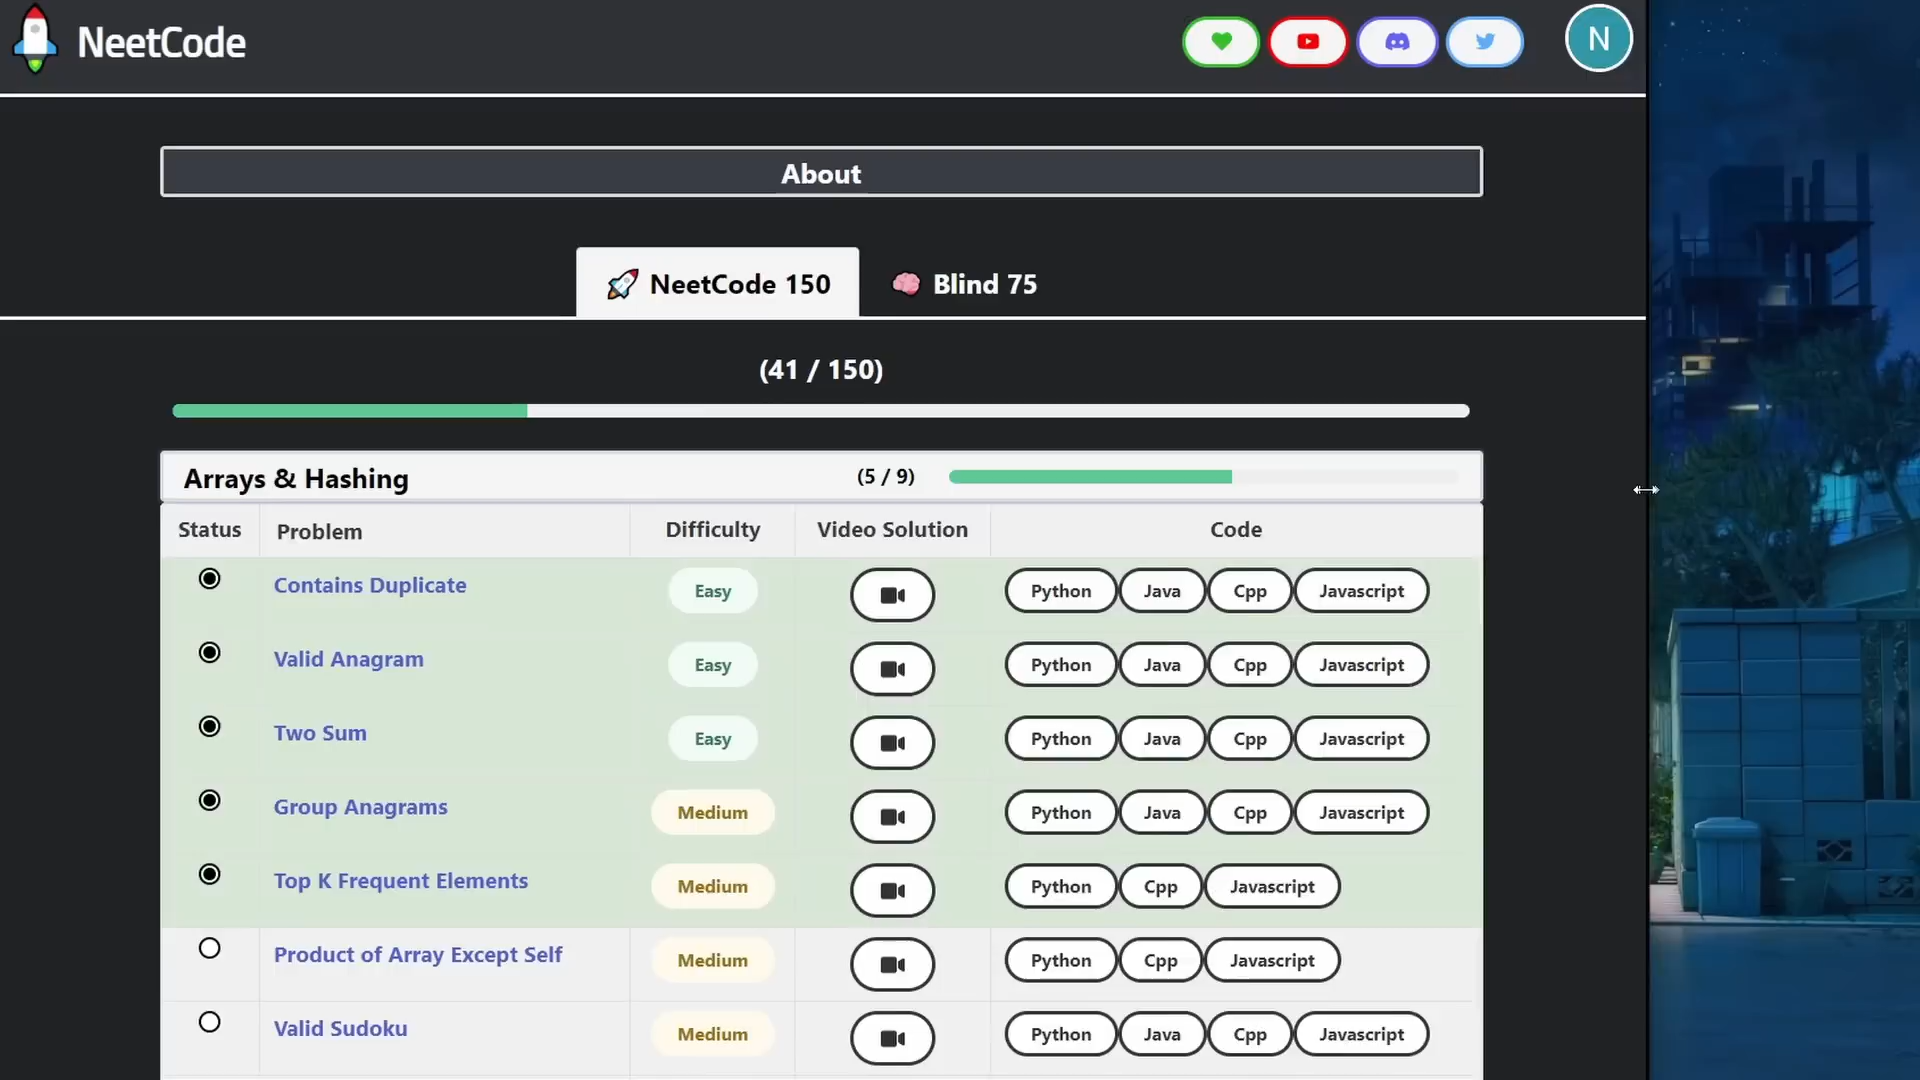 NeetCode
N
About
NeetCode 150
Blind 75
(41 / 150)
Arrays & Hashing (5 / 9)
Status Problem Difficulty Video Solution Code
Contains Duplicate Easy Python Java Cpp Javascript
Valid Anagram Easy Python Java Cpp Javascript
Two Sum Easy Python Java Cpp Javascript
Group Anagrams Medium Python Java Cpp Javascript
Top K Frequent Elements Medium Python Cpp Javascript
Product of Array Except Self Medium Python Cpp Javascript
Valid Sudoku Medium Python Java Cpp Javascript